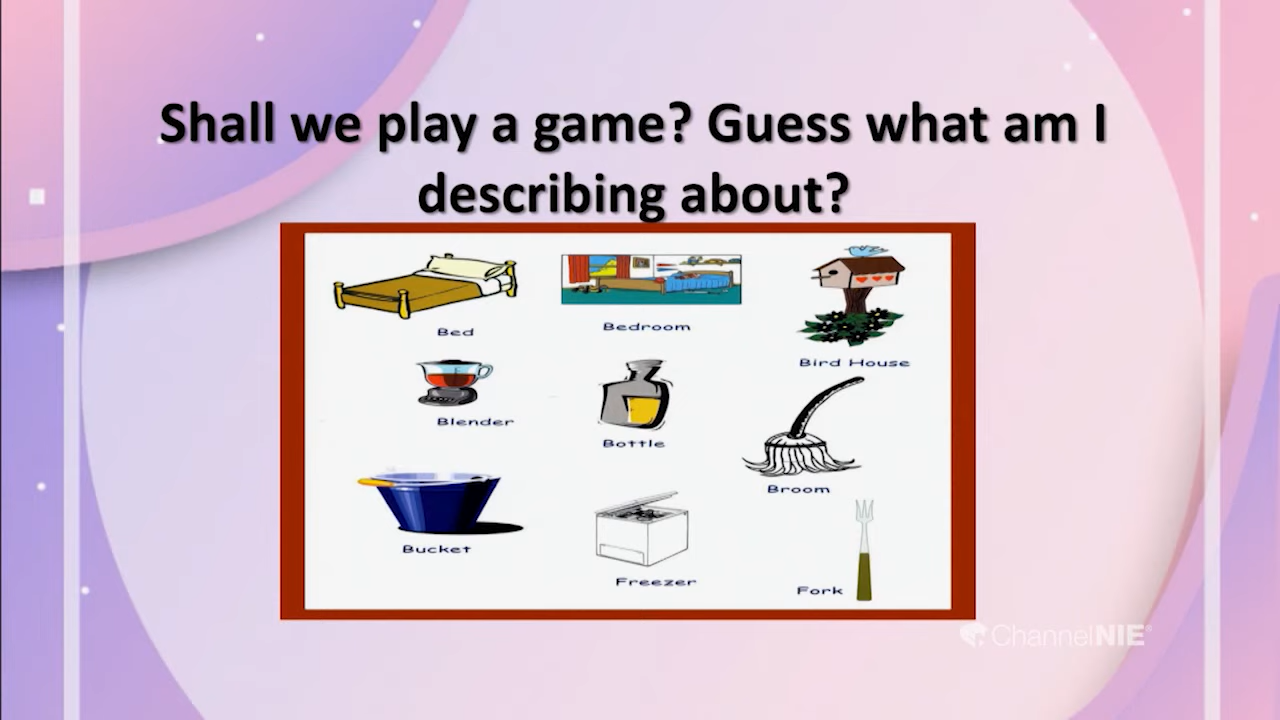 Shall we play a game? Guess what am I
describing about?
Bed
Bedroom
Bird House
Blender
Bottle
Broom
Bucket
Freezer
Fork
ChannelNIE